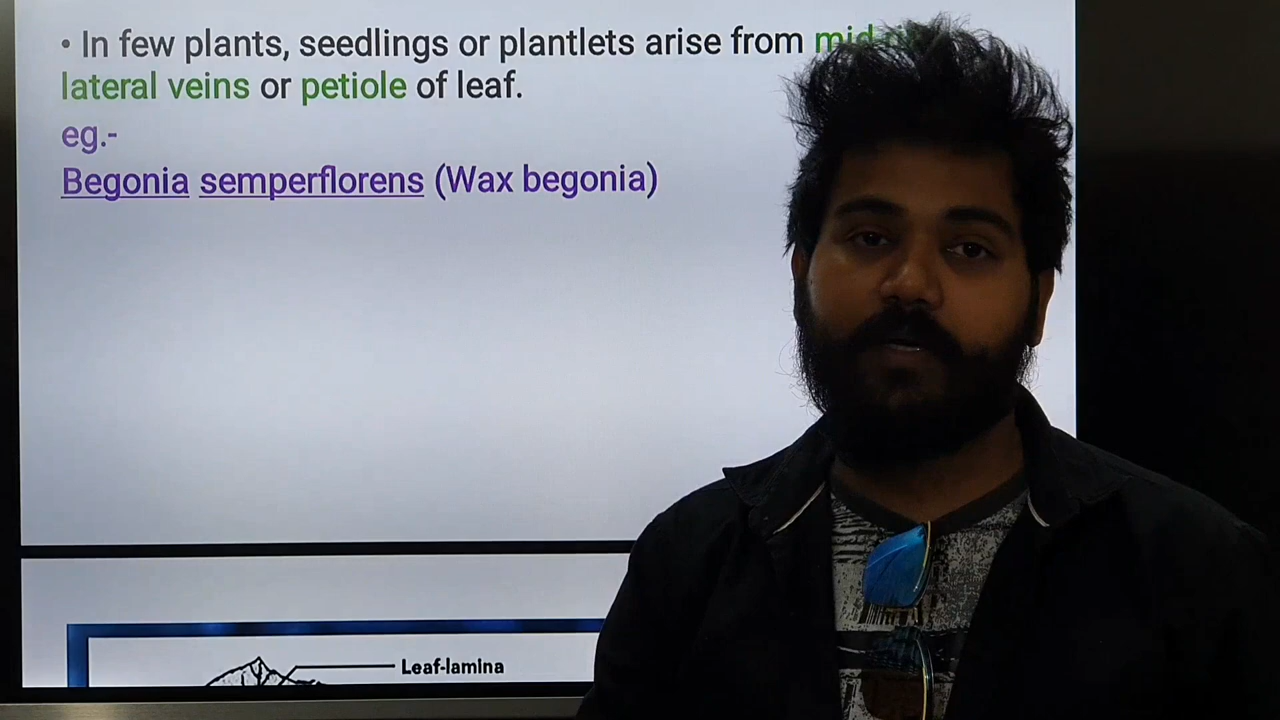 • In few plants, seedlings or plantlets arise from mid
lateral veins or petiole of leaf.
eg.-
Begonia semperflorens (Wax begonia)
Leaf-lamina